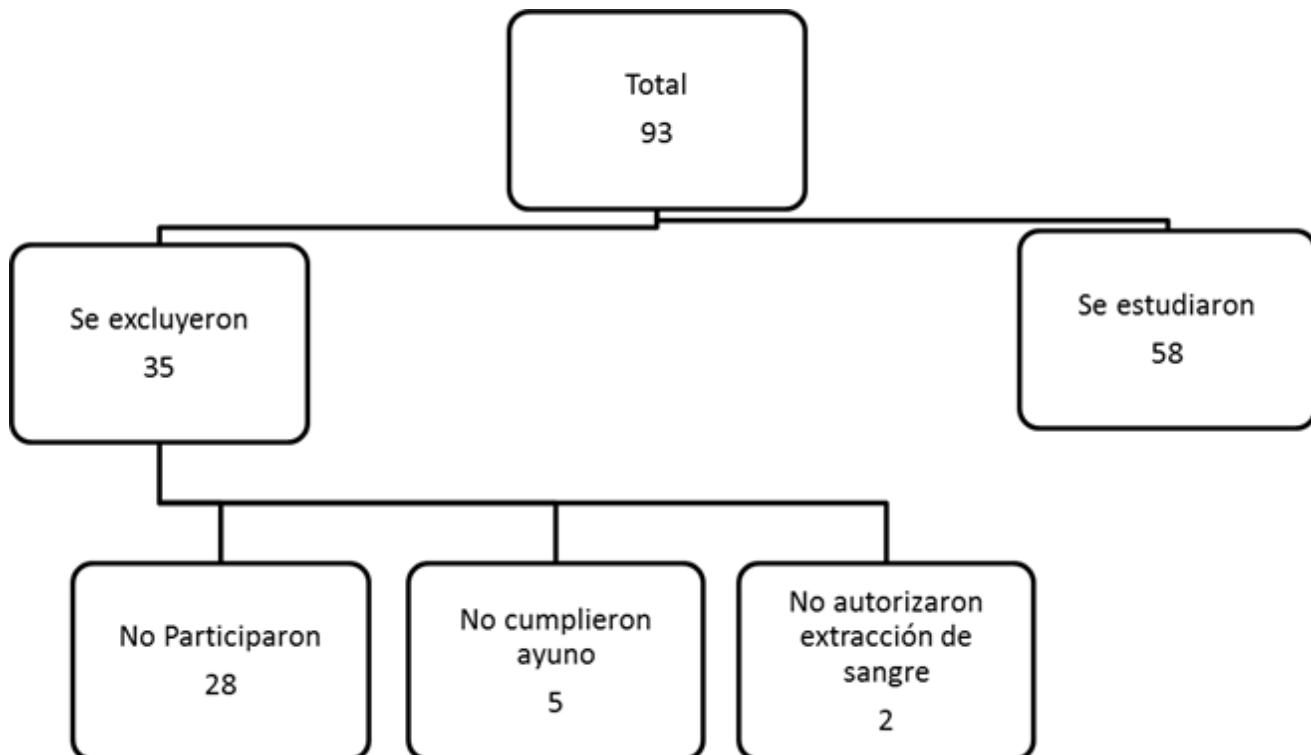 Total
93
Se excluyeron
35
Se estudiaron
58
No Participaron
28
No cumplieron
ayuno
5
No autorizaron
extracción de
sangre
2